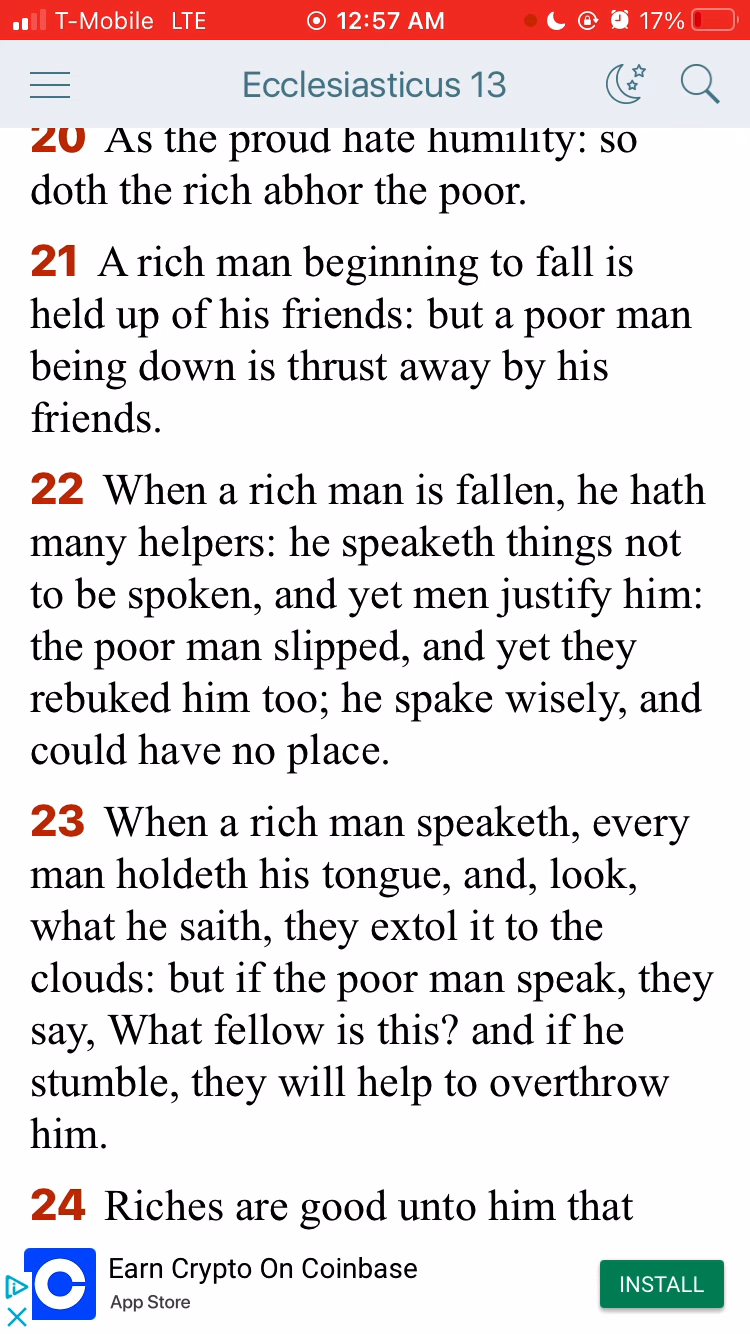 T-Mobile LTE 12:57 AM 17%
Ecclesiasticus 13
20 As the proud hate humility: so
doth the rich abhor the poor.
21 A rich man beginning to fall is
held up of his friends: but a poor man
being down is thrust away by his
friends.
22 When a rich man is fallen, he hath
many helpers: he speaketh things not
to be spoken, and yet men justify him:
the poor man slipped, and yet they
rebuked him too; he spake wisely, and
could have no place.
23 When a rich man speaketh, every
man holdeth his tongue, and, look,
what he saith, they extol it to the
clouds: but if the poor man speak, they
say, What fellow is this? and if he
stumble, they will help to overthrow
him.
24 Riches are good unto him that
Earn Crypto On Coinbase
App Store
INSTALL